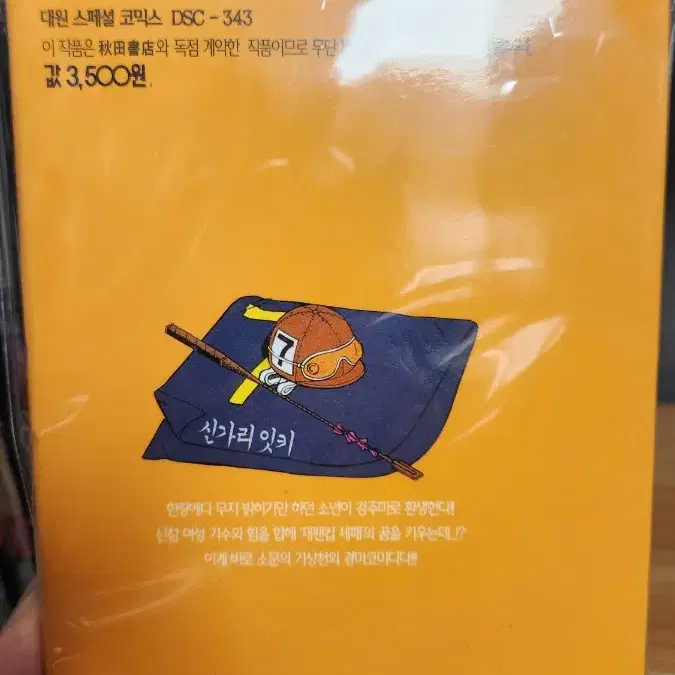 대원 스페셜 코믹스 DSC - 343
이 작품은 秋田書店와 독점 계약한 작품이므로 무단
값 3,500원
7
신가리 잇키
한량에다 무지 밝히기만 하던 소년이 경주마로 환생한다!
신참 여성 기수와 힘을 합해 '재팬컵 제패'의 꿈을 키우는데…!?
이게 바로 소문의 가상현의 경마코미디다!!